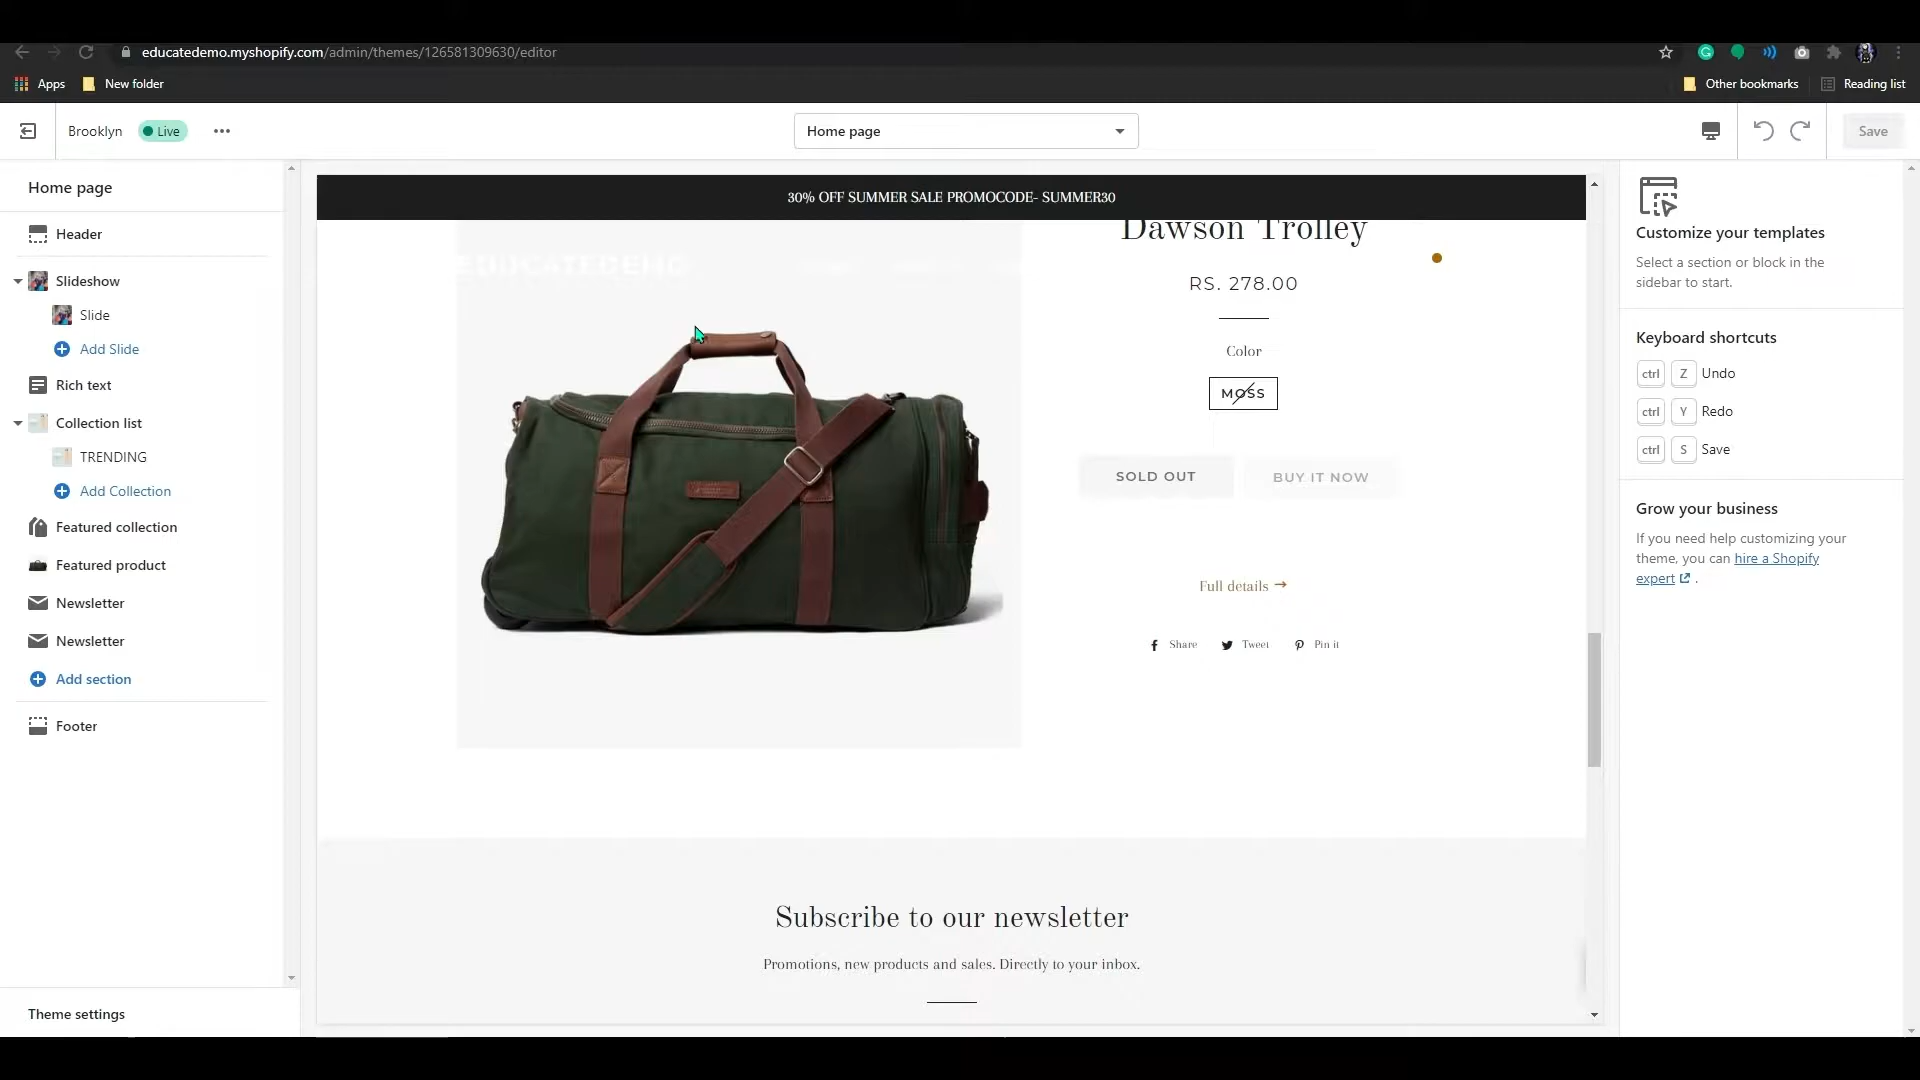 educatedemo.myshopify.com/admin/themes/126581309630/editor
Apps
New folder
Other bookmarks
Reading list
Brooklyn
Live
Home page
Save
Home page
Header
Slideshow
Slide
Add Slide
Rich text
Collection list
TRENDING
Add Collection
Featured collection
Featured product
Newsletter
Newsletter
Add section
Footer
Theme settings
30% OFF SUMMER SALE PROMOCODE- SUMMER30
EDUCATEDEMO
Dawson Trolley
RS. 278.00
Color
MOSS
SOLD OUT
BUY IT NOW
Full details →
Share
Tweet
Pin it
Subscribe to our newsletter
Promotions, new products and sales. Directly to your inbox.
Customize your templates
Select a section or block in the
sidebar to start.
Keyboard shortcuts
ctrl Z Undo
ctrl Y Redo
ctrl S Save
Grow your business
If you need help customizing your
theme, you can hire a Shopify
expert .